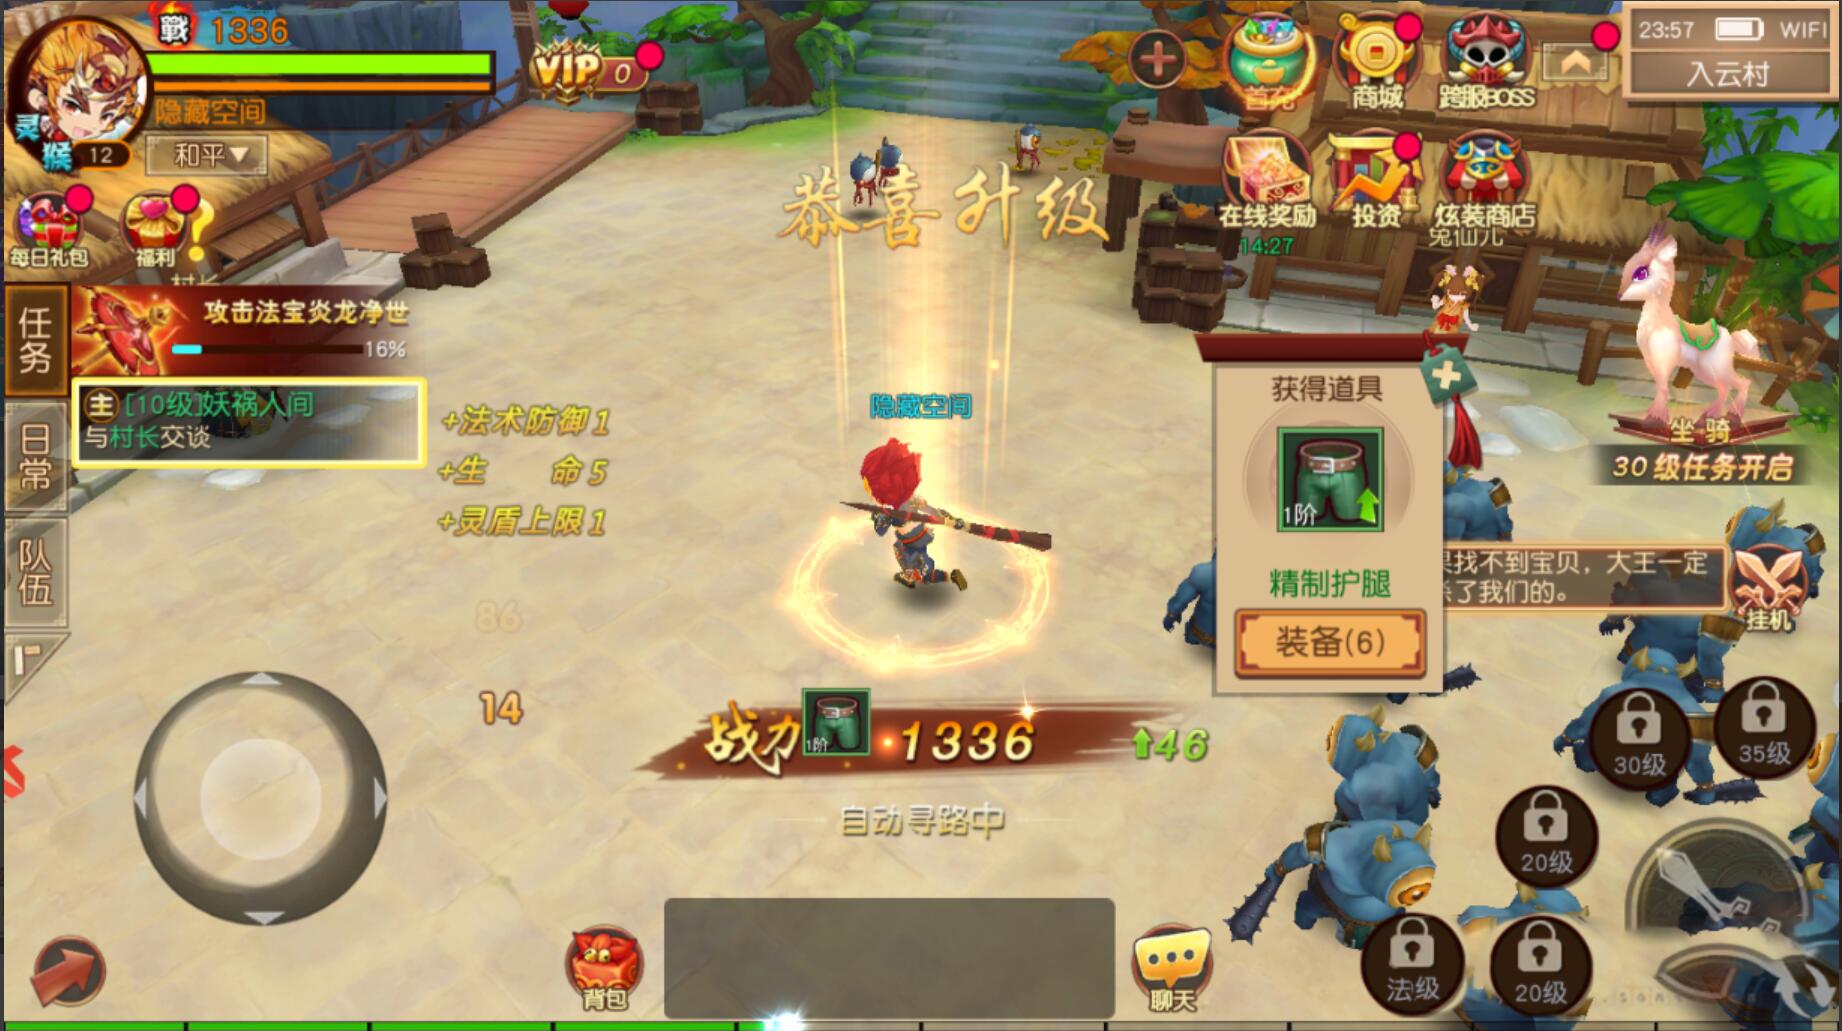 戰 1336
VIP 0
首充
商城
跨服BOSS
23:57 WIFI
入云村
隐藏空间
灵猴 12
和平
每日礼包
福利
在线奖励
14:27
投资
炫装商店
恭喜升级
任务
攻击法宝炎龙净世
16%
主 [10级]妖祸人间
与村长交谈
日常
队伍
+法术防御 1
+生 命 5
+灵盾上限 1
隐藏空间
获得道具
1阶
精制护腿
装备(6)
坐骑
30级任务开启
果找不到宝贝，大王一定
杀了我们的。
挂机
86
14
战力 1336 46
1阶
自动寻路中
30级
35级
20级
法级
20级
背包
聊天